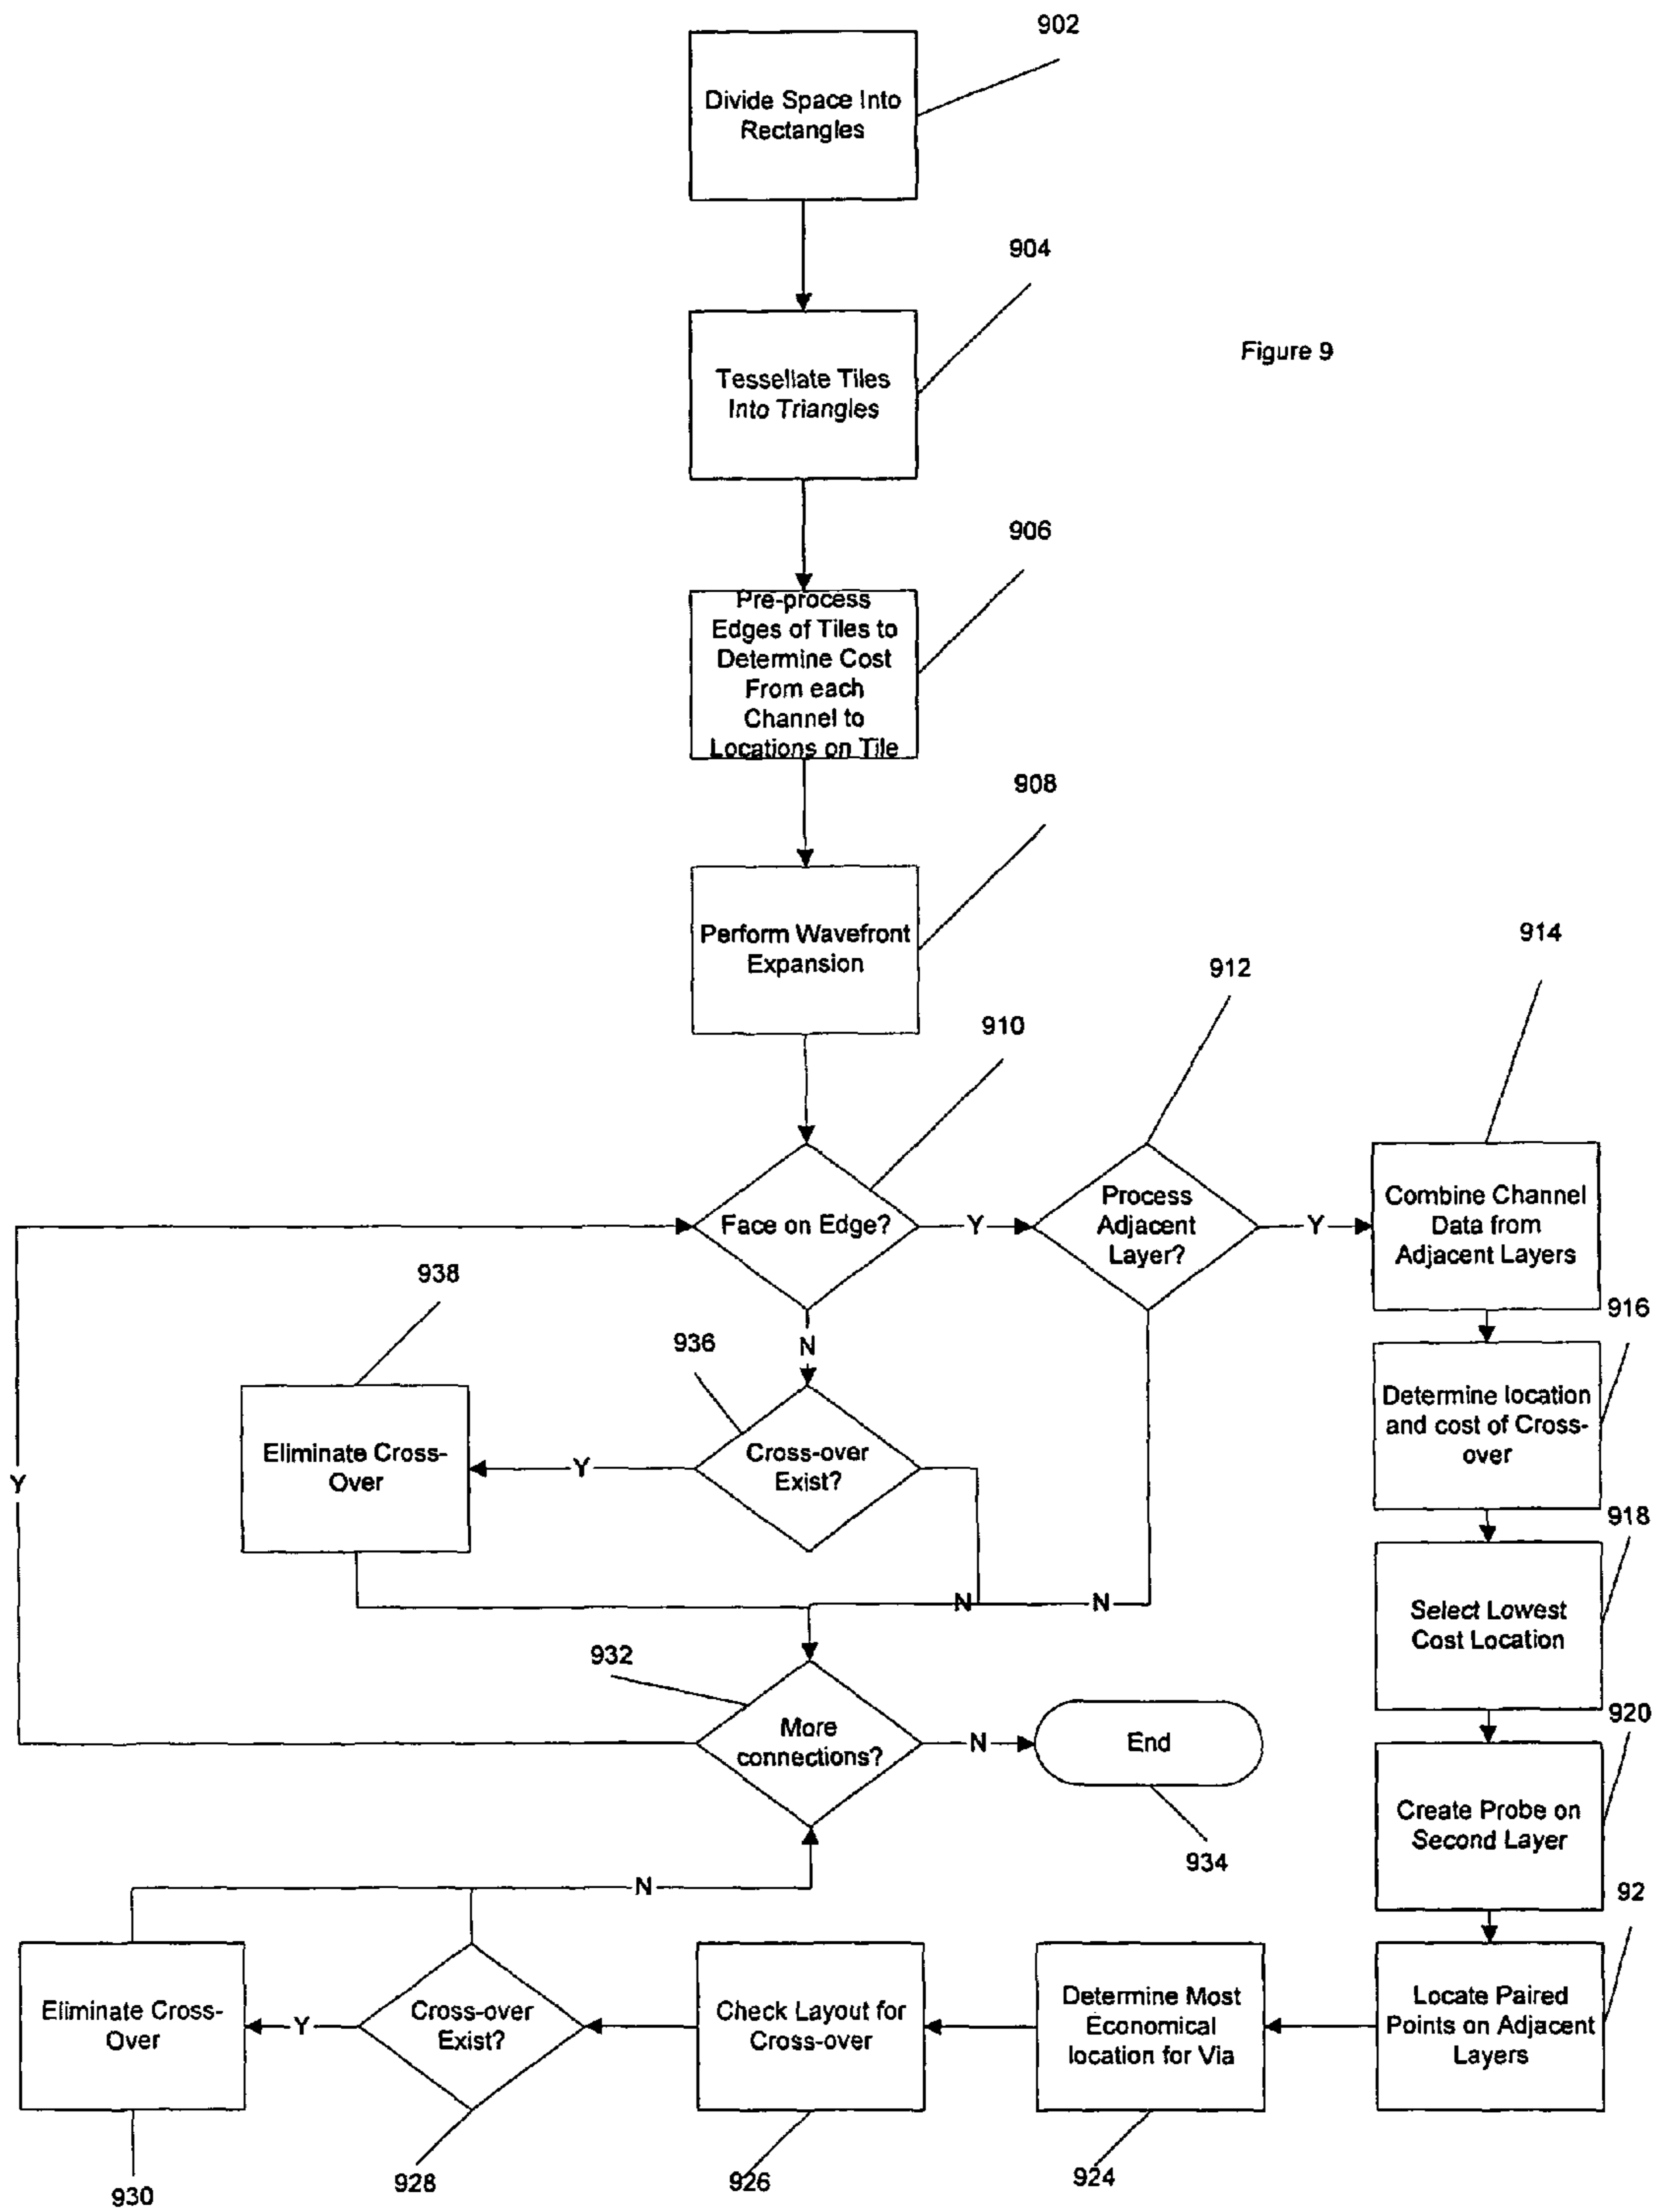 902
Divide Space Into
Rectangles
904
Tessellate Tiles
Into Triangles
Figure 9
906
Pre-process
Edges of Tiles to
Determine Cost
From each
Channel to
Locations on Tile
908
Perform Wavefront
Expansion
910
912
914
Face on Edge?
Y
Process
Adjacent
Layer?
Y
Combine Channel
Data from
Adjacent Layers
N
938
936
916
Eliminate Cross-
Over
Y
Cross-over
Exist?
Determine location
and cost of Cross-
over
Y
N
N
918
Select Lowest
Cost Location
932
More
connections?
N
End
934
920
Create Probe on
Second Layer
N
92
Eliminate Cross-
Over
Y
Cross-over
Exist?
Check Layout for
Cross-over
Determine Most
Economical
location for Via
Locate Paired
Points on Adjacent
Layers
930
928
926
924